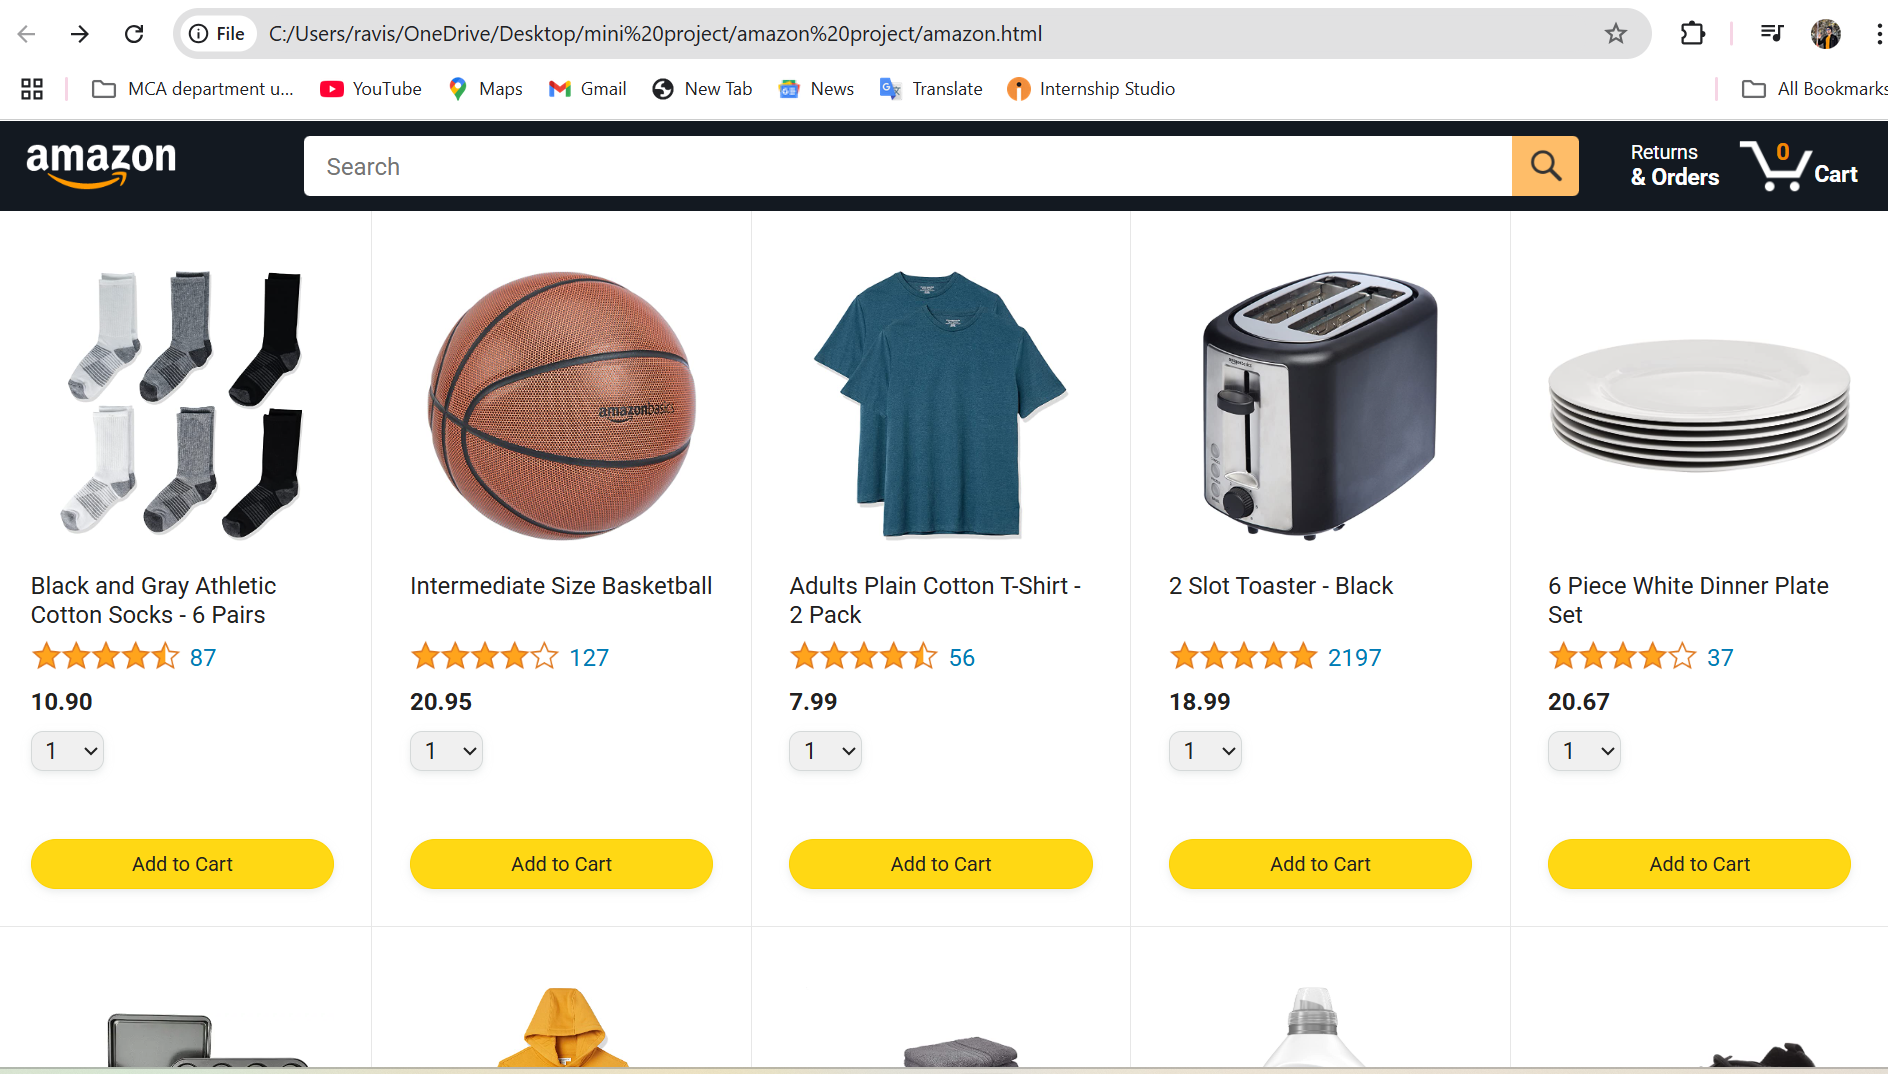 File C:/Users/ravis/OneDrive/Desktop/mini%20project/amazon%20project/amazon.html
MCA department u... YouTube Maps Gmail New Tab News Translate Internship Studio All Bookmarks
amazon
Search
Returns
& Orders
0
Cart
amazonbasics
Black and Gray Athletic
Cotton Socks - 6 Pairs
87
10.90
1
Add to Cart
Intermediate Size Basketball
127
20.95
1
Add to Cart
Adults Plain Cotton T-Shirt -
2 Pack
56
7.99
1
Add to Cart
2 Slot Toaster - Black
2197
18.99
1
Add to Cart
6 Piece White Dinner Plate
Set
37
20.67
1
Add to Cart